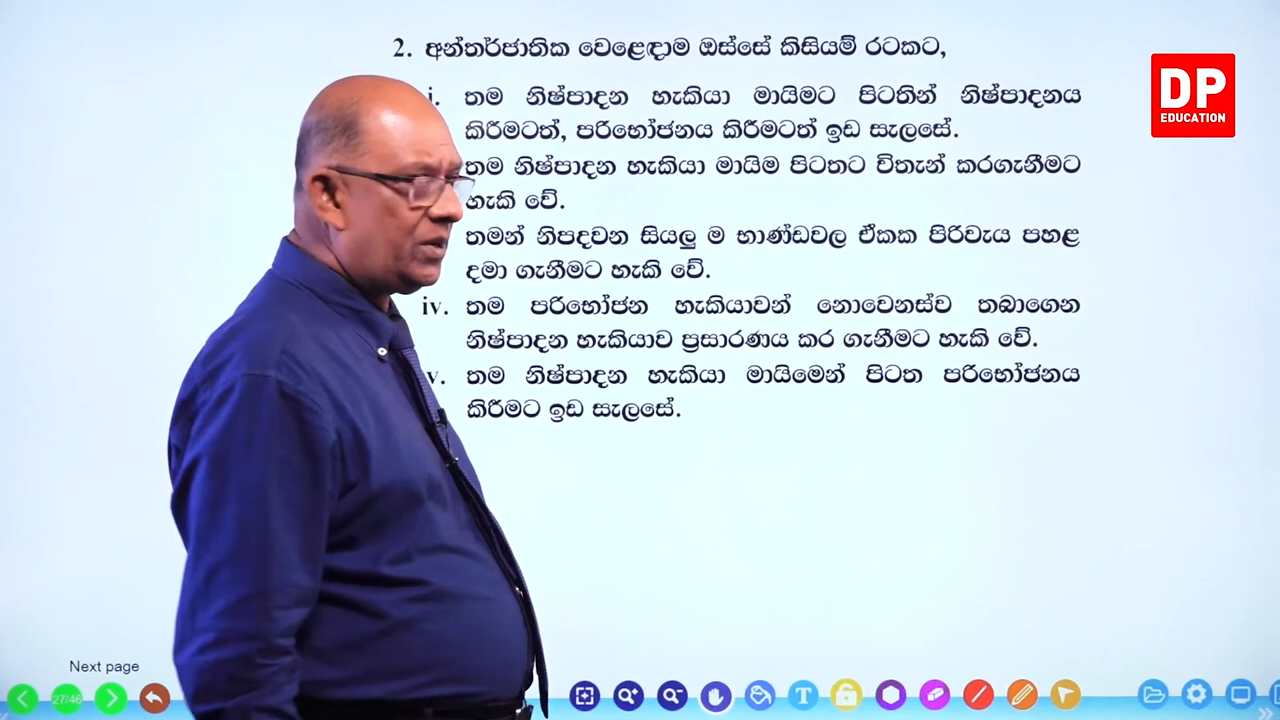 2. අන්තර්ජාතික වෙළෙඳාම ඔස්සේ කිසියම් රටකට,
DP
EDUCATION
i. තම නිෂ්පාදන හැකියා මායිමට පිටතින් නිෂ්පාදනය
කිරීමටත්, පරිභෝජනය කිරීමටත් ඉඩ සැලසේ.
තම නිෂ්පාදන හැකියා මායිම පිටතට විතැන් කරගැනීමට
හැකි වේ.
තමන් නිපදවන සියලු ම භාණ්ඩවල ඒකක පිරිවැය පහළ
දමා ගැනීමට හැකි වේ.
iv. තම පරිභෝජන හැකියාවන් නොවෙනස්ව තබාගෙන
නිෂ්පාදන හැකියාව ප්‍රසාරණය කර ගැනීමට හැකි වේ.
v. තම නිෂ්පාදන හැකියා මායිමෙන් පිටත පරිභෝජනය
කිරීමට ඉඩ සැලසේ.
Next page
27/46
T